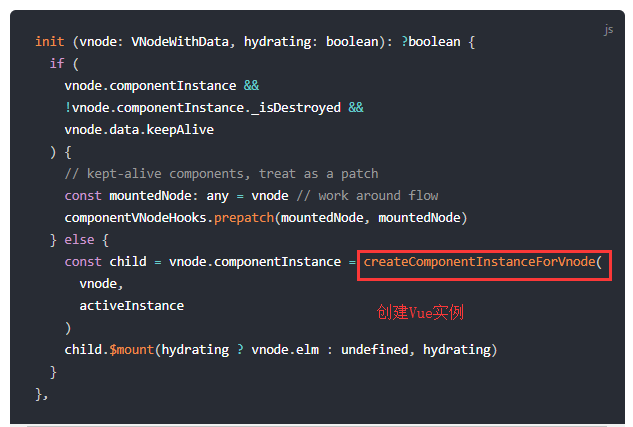 js
init (vnode: VNodeWithData, hydrating: boolean): ?boolean {
if (
vnode.componentInstance &&
!vnode.componentInstance._isDestroyed &&
vnode.data.keepAlive
) {
// kept-alive components, treat as a patch
const mountedNode: any = vnode // work around flow
componentVNodeHooks.prepatch(mountedNode, mountedNode)
} else {
const child = vnode.componentInstance = createComponentInstanceForVnode(
vnode,
activeInstance
创建Vue实例
)
child.$mount(hydrating ? vnode.elm : undefined, hydrating)
}
},